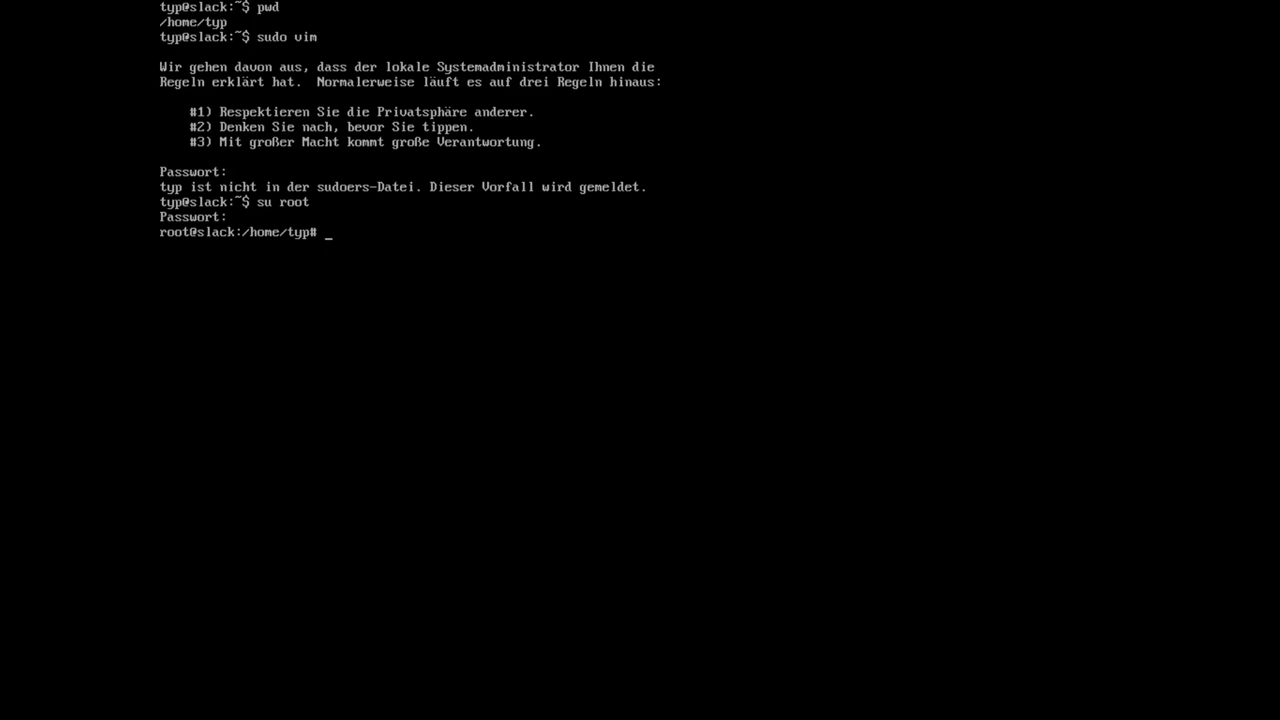 typ@slack:~$ pwd
/home/typ
typ@slack:~$ sudo vim
Wir gehen davon aus, dass der lokale Systemadministrator Ihnen die
Regeln erklärt hat.  Normalerweise läuft es auf drei Regeln hinaus:
#1) Respektieren Sie die Privatsphäre anderer.
#2) Denken Sie nach, bevor Sie tippen.
#3) Mit großer Macht kommt große Verantwortung.
Passwort:
typ ist nicht in der sudoers-Datei. Dieser Vorfall wird gemeldet.
typ@slack:~$ su root
Passwort:
root@slack:/home/typ# _